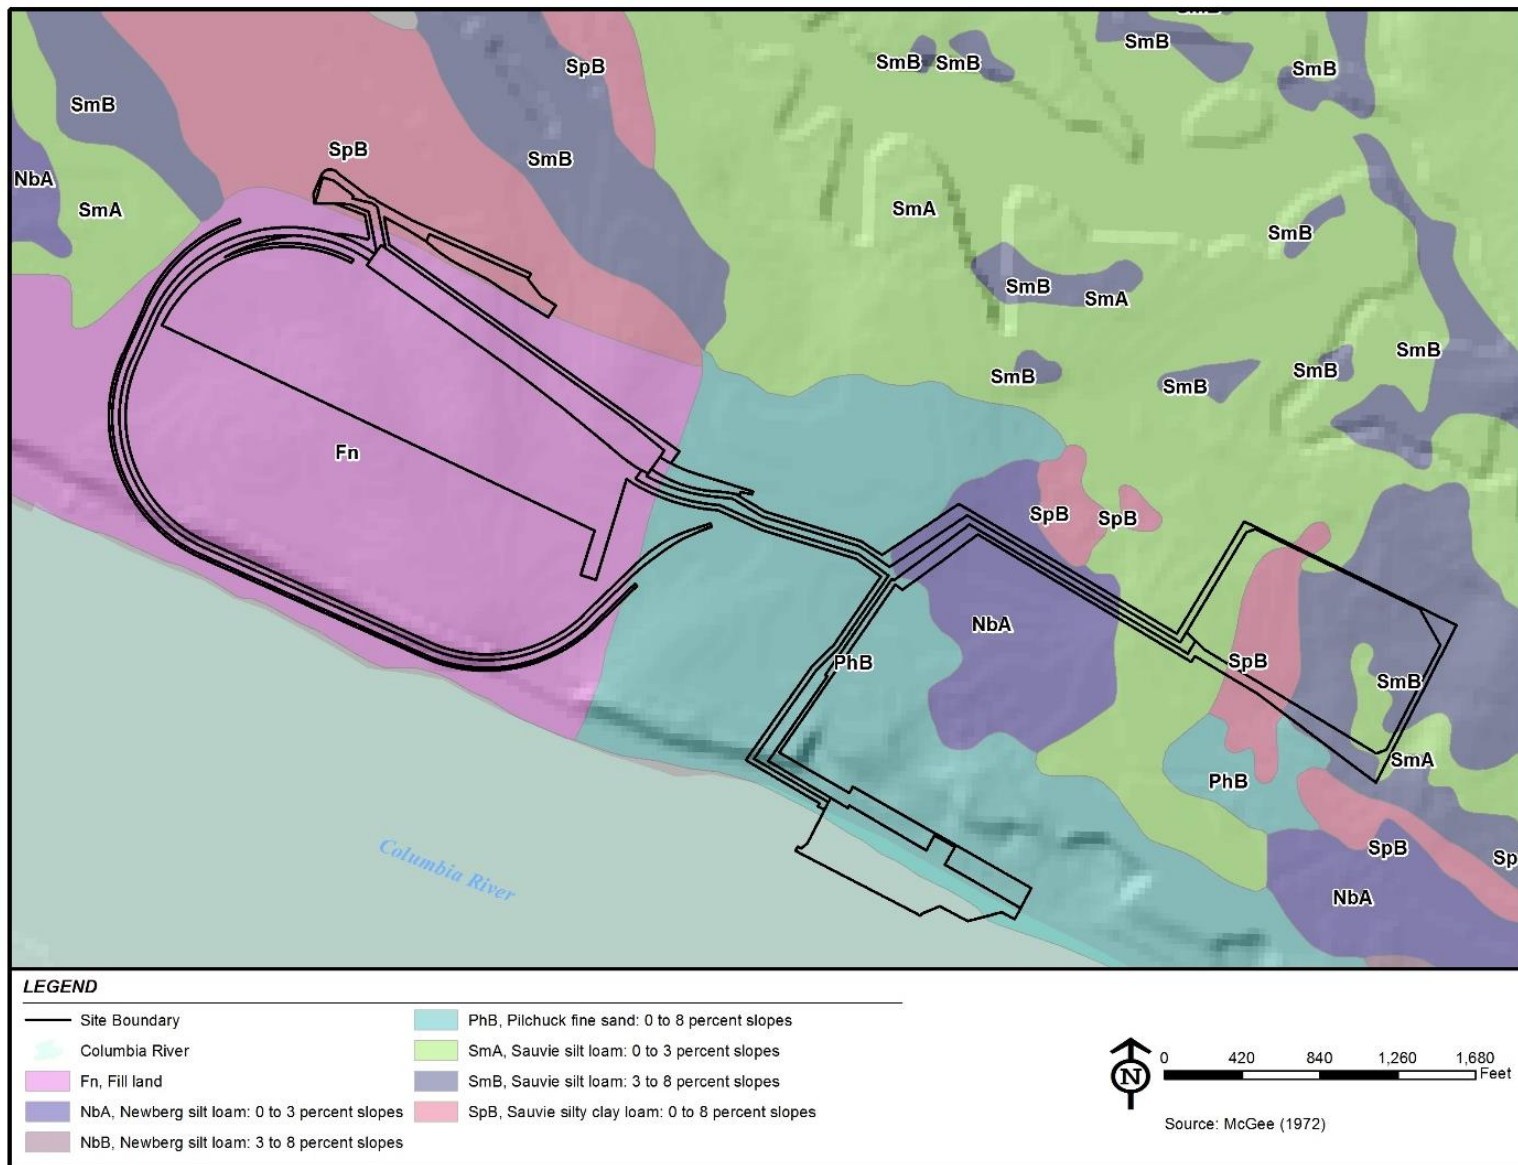 SmB
SmB
SpB
SmB
SmB
SmB
SmB
SmB
SpB
SmB
NbA
SmA
SmA
SmB
SmB
SmA
SmB
SmB
SmB
SmB
Fn
SpB
SpB
NbA
PhB
SpB
SmB
SmA
PhB
Columbia River
SpB
Sp
NbA
LEGEND
Site Boundary
Columbia River
Fn, Fill land
NbA, Newberg silt loam: 0 to 3 percent slopes
NbB, Newberg silt loam: 3 to 8 percent slopes
PhB, Pilchuck fine sand: 0 to 8 percent slopes
SmA, Sauvie silt loam: 0 to 3 percent slopes
SmB, Sauvie silt loam: 3 to 8 percent slopes
SpB, Sauvie silty clay loam: 0 to 8 percent slopes
N
0 420 840 1,260 1,680
Feet
Source: McGee (1972)